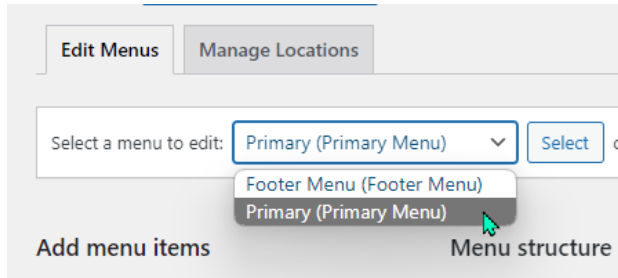 Edit Menus
Manage Locations
Select a menu to edit: Primary (Primary Menu) Select
Footer Menu (Footer Menu)
Primary (Primary Menu)
Add menu items
Menu structure